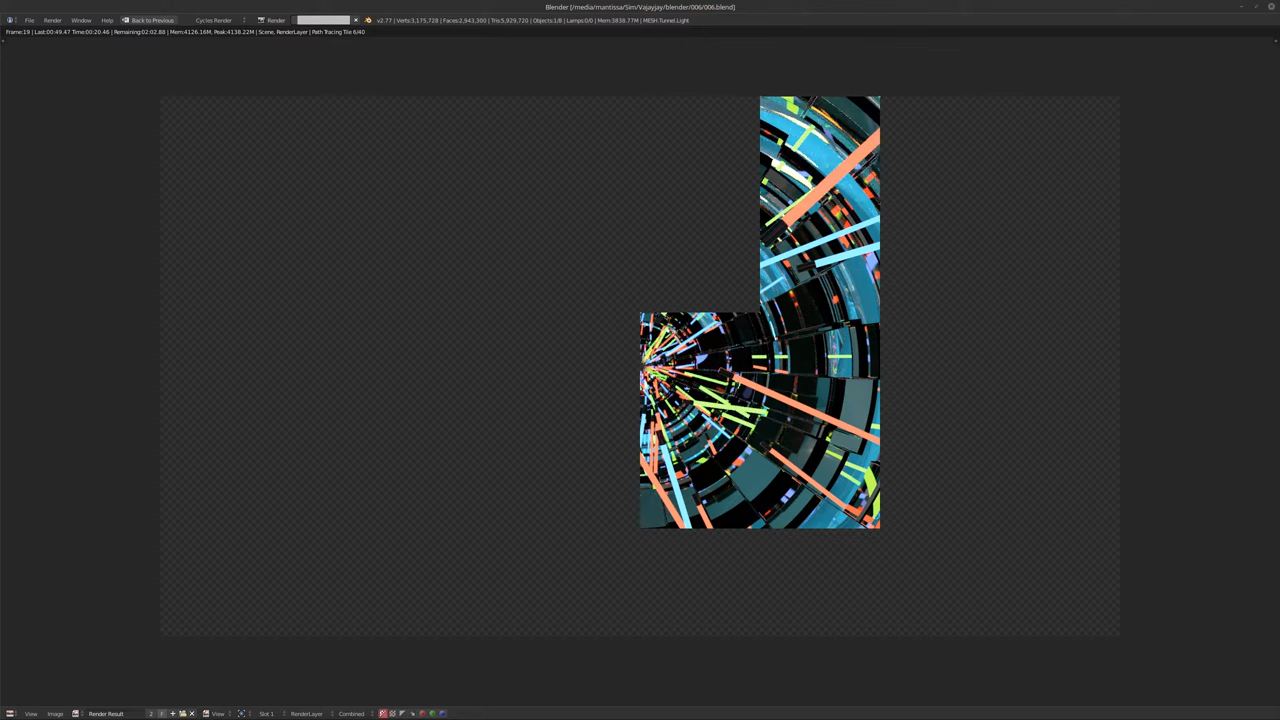 Blender [/media/mantissa/Sim/Vajayjay/blender/006/006.blend]
File Render Window Help Back to Previous Cycles Render Render v2.77 | Verts:3,175,728 | Faces:2,943,300 | Tris:5,929,720 | Objects:1/8 | Lamps:0/0 | Mem:3838.77M | MESH.Tunnel.Light
Frame:19 | Last:00:49.47 Time:00:20.46 | Remaining:02:02.88 | Mem:4126.16M, Peak:4138.22M | Scene, RenderLayer | Path Tracing Tile 6/40
View Image Render Result 2 F View Slot 1 RenderLayer Combined